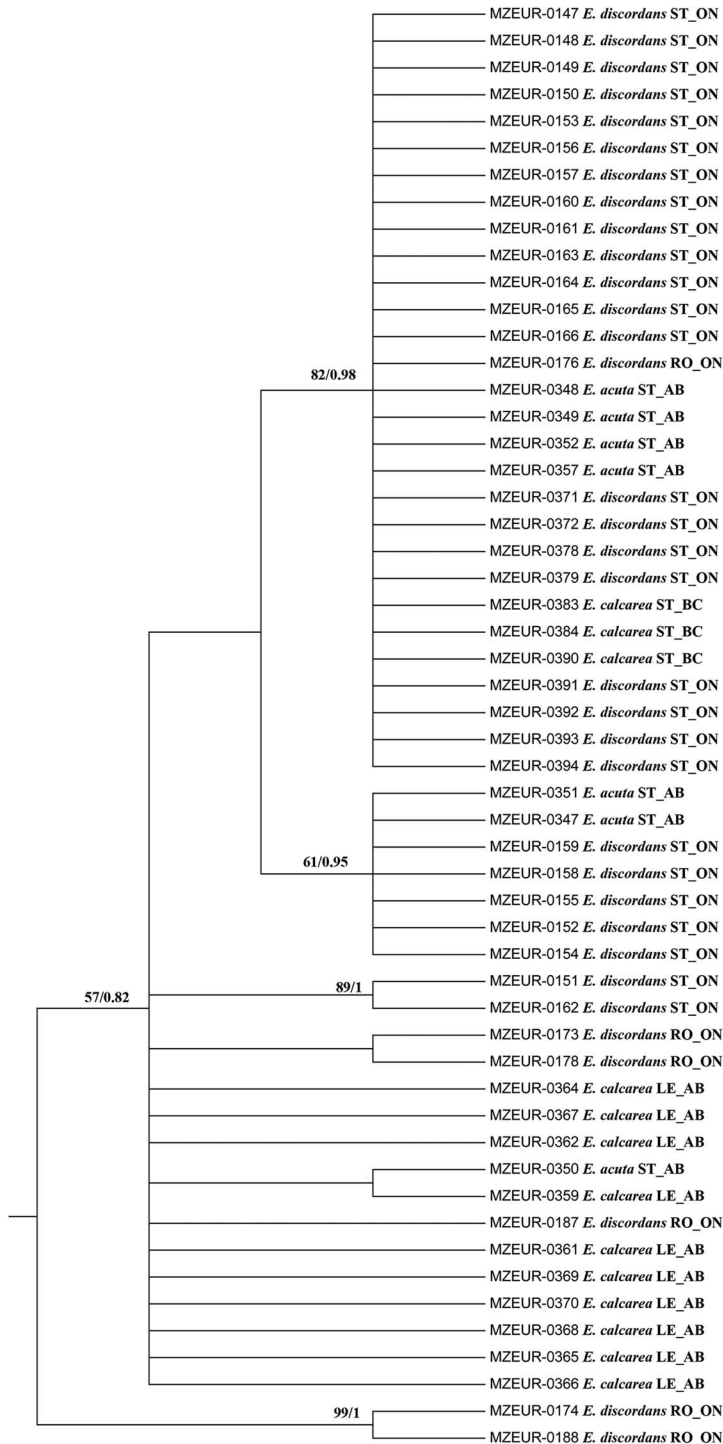 MZEUR-0147 E. discordans ST_ON
MZEUR-0148 E. discordans ST_ON
MZEUR-0149 E. discordans ST_ON
MZEUR-0150 E. discordans ST_ON
MZEUR-0153 E. discordans ST_ON
MZEUR-0156 E. discordans ST_ON
MZEUR-0157 E. discordans ST_ON
MZEUR-0160 E. discordans ST_ON
MZEUR-0161 E. discordans ST_ON
MZEUR-0163 E. discordans ST_ON
MZEUR-0164 E. discordans ST_ON
MZEUR-0165 E. discordans ST_ON
MZEUR-0166 E. discordans ST_ON
MZEUR-0176 E. discordans RO_ON
82/0.98
MZEUR-0348 E. acuta ST_AB
MZEUR-0349 E. acuta ST_AB
MZEUR-0352 E. acuta ST_AB
MZEUR-0357 E. acuta ST_AB
MZEUR-0371 E. discordans ST_ON
MZEUR-0372 E. discordans ST_ON
MZEUR-0378 E. discordans ST_ON
MZEUR-0379 E. discordans ST_ON
MZEUR-0383 E. calcarea ST_BC
MZEUR-0384 E. calcarea ST_BC
MZEUR-0390 E. calcarea ST_BC
MZEUR-0391 E. discordans ST_ON
MZEUR-0392 E. discordans ST_ON
MZEUR-0393 E. discordans ST_ON
MZEUR-0394 E. discordans ST_ON
MZEUR-0351 E. acuta ST_AB
MZEUR-0347 E. acuta ST_AB
MZEUR-0159 E. discordans ST_ON
61/0.95
MZEUR-0158 E. discordans ST_ON
MZEUR-0155 E. discordans ST_ON
MZEUR-0152 E. discordans ST_ON
MZEUR-0154 E. discordans ST_ON
MZEUR-0151 E. discordans ST_ON
89/1
57/0.82
MZEUR-0162 E. discordans ST_ON
MZEUR-0173 E. discordans RO_ON
MZEUR-0178 E. discordans RO_ON
MZEUR-0364 E. calcarea LE_AB
MZEUR-0367 E. calcarea LE_AB
MZEUR-0362 E. calcarea LE_AB
MZEUR-0350 E. acuta ST_AB
MZEUR-0359 E. calcarea LE_AB
MZEUR-0187 E. discordans RO_ON
MZEUR-0361 E. calcarea LE_AB
MZEUR-0369 E. calcarea LE_AB
MZEUR-0370 E. calcarea LE_AB
MZEUR-0368 E. calcarea LE_AB
MZEUR-0365 E. calcarea LE_AB
MZEUR-0366 E. calcarea LE_AB
MZEUR-0174 E. discordans RO_ON
99/1
MZEUR-0188 E. discordans RO_ON